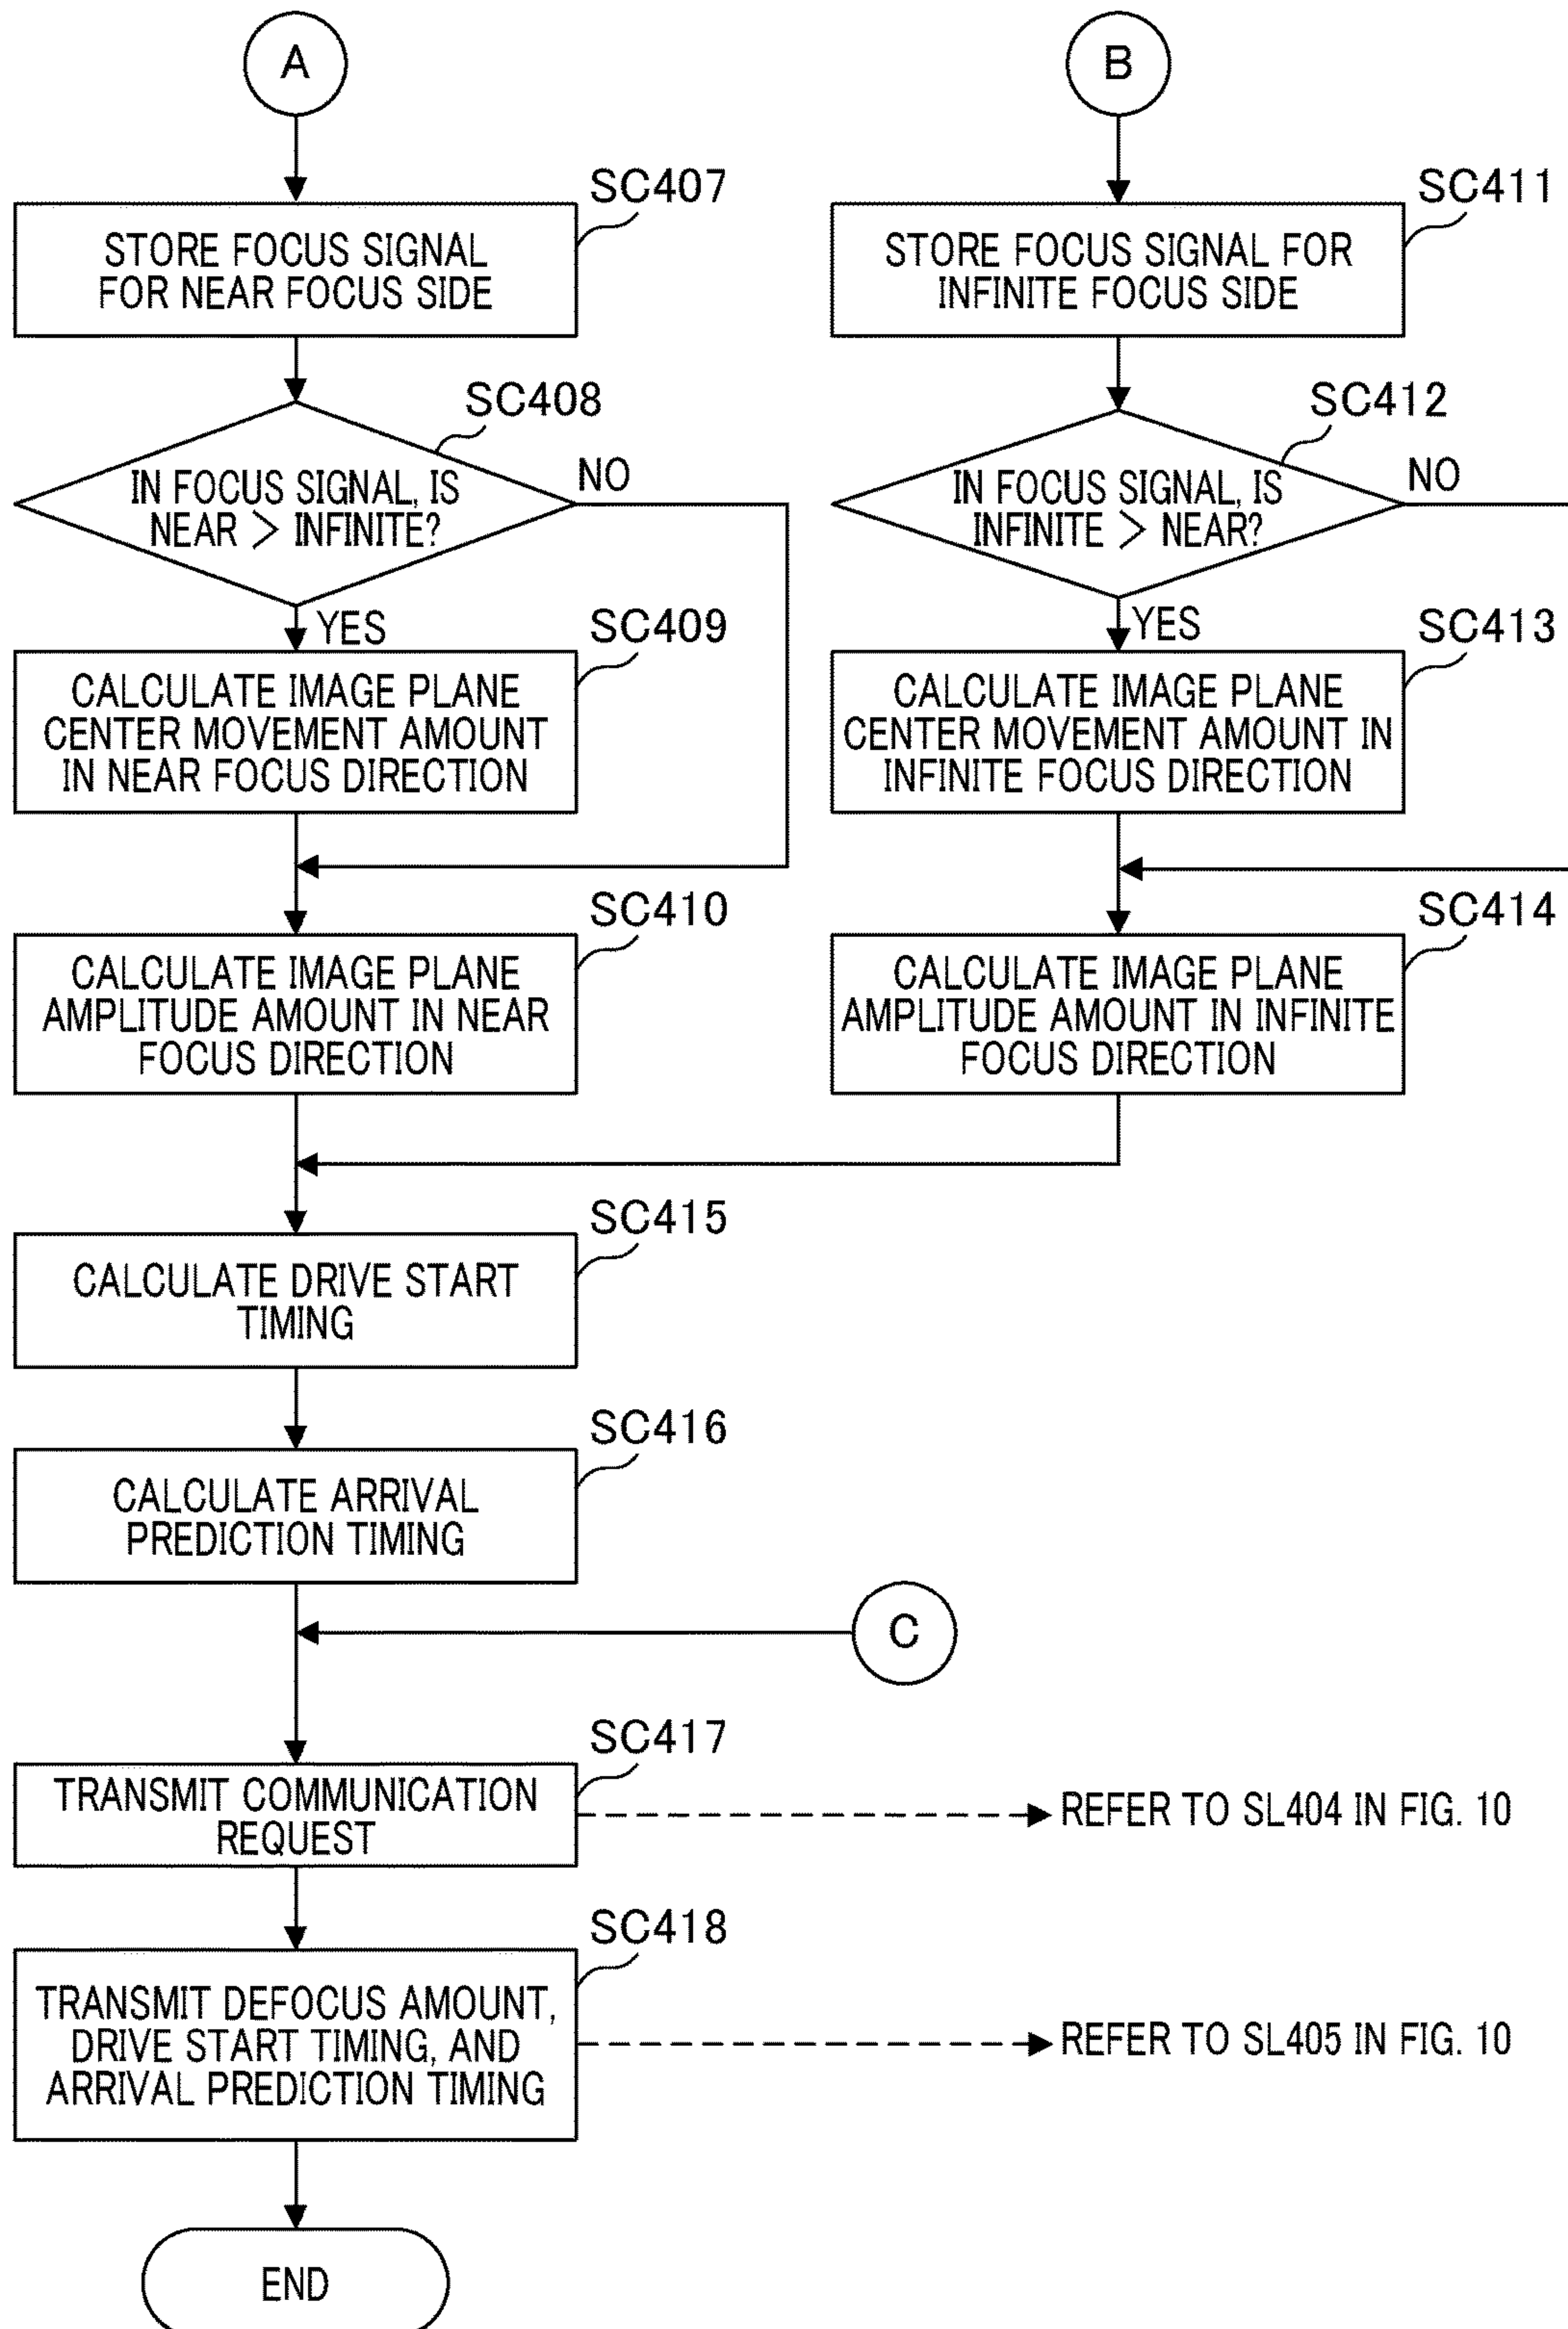 A
SC407
STORE FOCUS SIGNAL
FOR NEAR FOCUS SIDE
SC408
IN FOCUS SIGNAL, IS
NEAR > INFINITE?
NO
YES
SC409
CALCULATE IMAGE PLANE
CENTER MOVEMENT AMOUNT
IN NEAR FOCUS DIRECTION
SC410
CALCULATE IMAGE PLANE
AMPLITUDE AMOUNT IN NEAR
FOCUS DIRECTION
B
SC411
STORE FOCUS SIGNAL FOR
INFINITE FOCUS SIDE
SC412
IN FOCUS SIGNAL, IS
INFINITE > NEAR?
NO
YES
SC413
CALCULATE IMAGE PLANE
CENTER MOVEMENT AMOUNT IN
INFINITE FOCUS DIRECTION
SC414
CALCULATE IMAGE PLANE
AMPLITUDE AMOUNT IN INFINITE
FOCUS DIRECTION
SC415
CALCULATE DRIVE START
TIMING
SC416
CALCULATE ARRIVAL
PREDICTION TIMING
C
SC417
TRANSMIT COMMUNICATION
REQUEST
REFER TO SL404 IN FIG. 10
SC418
TRANSMIT DEFOCUS AMOUNT,
DRIVE START TIMING, AND
ARRIVAL PREDICTION TIMING
REFER TO SL405 IN FIG. 10
END